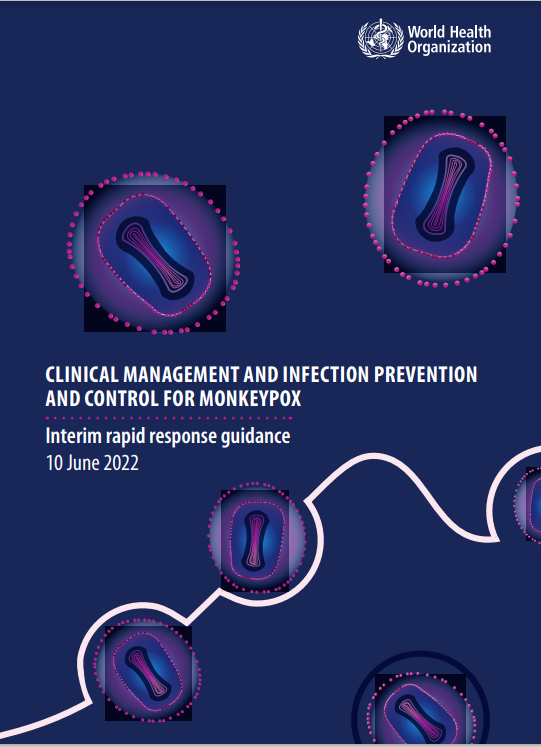 World Health
Organization
CLINICAL MANAGEMENT AND INFECTION PREVENTION
AND CONTROL FOR MONKEYPOX
Interim rapid response guidance
10 June 2022